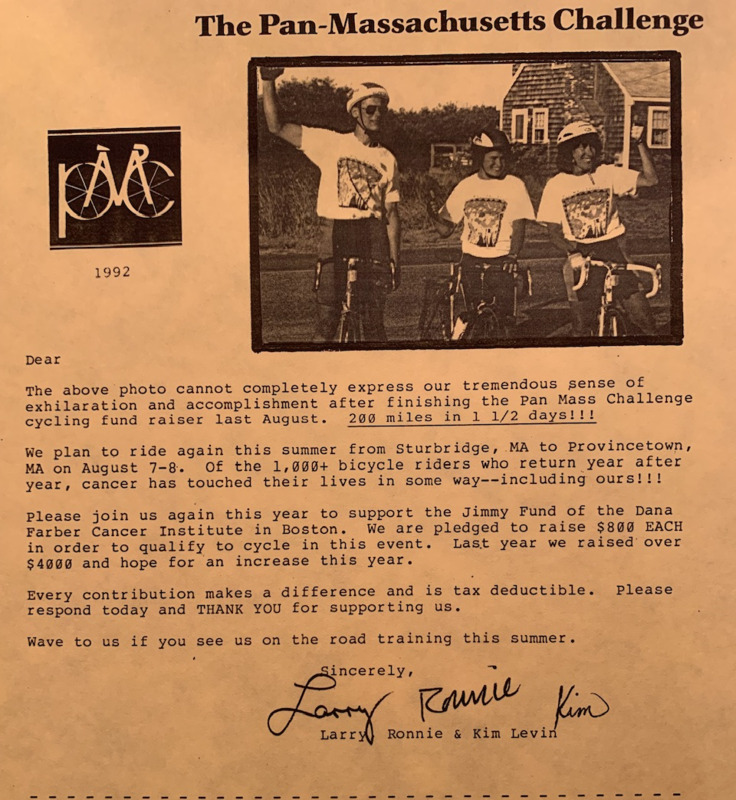 The Pan-Massachusetts Challenge
PMC
1992
Dear
The above photo cannot completely express our tremendous sense of
exhilaration and accomplishment after finishing the Pan Mass Challenge
cycling fund raiser last August. 200 miles in 1 1/2 days!!!
We plan to ride again this summer from Sturbridge, MA to Provincetown,
MA on August 7-8. Of the 1,000+ bicycle riders who return year after
year, cancer has touched their lives in some way--including ours!!!
Please join us again this year to support the Jimmy Fund of the Dana
Farber Cancer Institute in Boston. We are pledged to raise $800 EACH
in order to qualify to cycle in this event. Last year we raised over
$4000 and hope for an increase this year.
Every contribution makes a difference and is tax deductible. Please
respond today and THANK YOU for supporting us.
Wave to us if you see us on the road training this summer.
Sincerely,
Larry Ronnie Kim
Larry Ronnie & Kim Levin